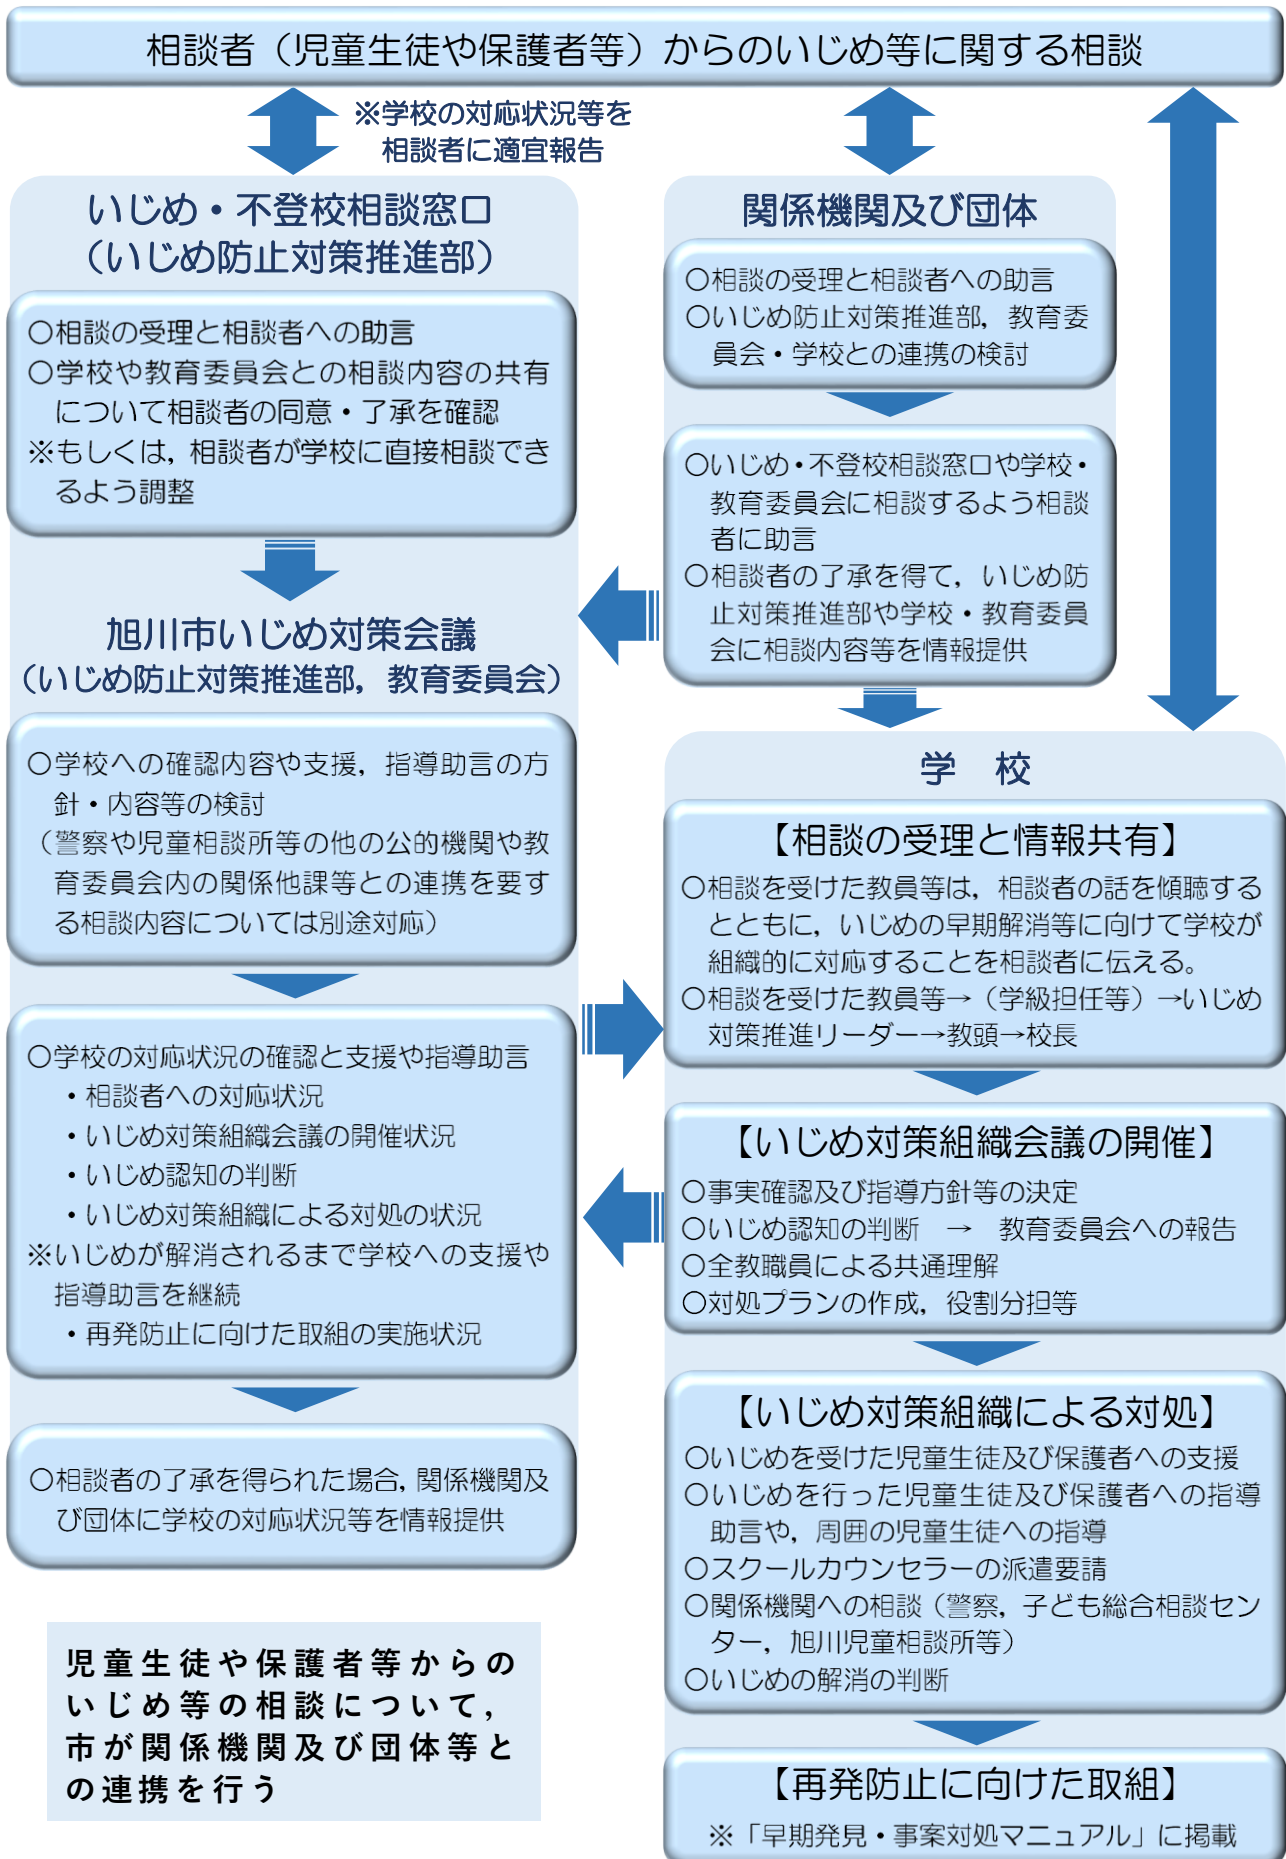 相談者（児童生徒や保護者等）からのいじめ等に関する相談
※学校の対応状況等を
相談者に適宜報告
いじめ・不登校相談窓口
（いじめ防止対策推進部）
○相談の受理と相談者への助言
○学校や教育委員会との相談内容の共有
について相談者の同意・了承を確認
※もしくは，相談者が学校に直接相談でき
るよう調整
旭川市いじめ対策会議
（いじめ防止対策推進部，教育委員会）
○学校への確認内容や支援，指導助言の方
針・内容等の検討
（警察や児童相談所等の他の公的機関や教
育委員会内の関係他課等との連携を要す
る相談内容については別途対応）
○学校の対応状況の確認と支援や指導助言
・相談者への対応状況
・いじめ対策組織会議の開催状況
・いじめ認知の判断
・いじめ対策組織による対処の状況
※いじめが解消されるまで学校への支援や
指導助言を継続
・再発防止に向けた取組の実施状況
○相談者の了承を得られた場合，関係機関及
び団体に学校の対応状況等を情報提供
児童生徒や保護者等からの
いじめ等の相談について，
市が関係機関及び団体等と
の連携を行う
関係機関及び団体
○相談の受理と相談者への助言
○いじめ防止対策推進部，教育委
員会・学校との連携の検討
○いじめ・不登校相談窓口や学校・
教育委員会に相談するよう相談
者に助言
○相談者の了承を得て，いじめ防
止対策推進部や学校・教育委員
会に相談内容等を情報提供
学　校
【相談の受理と情報共有】
○相談を受けた教員等は，相談者の話を傾聴する
とともに，いじめの早期解消等に向けて学校が
組織的に対応することを相談者に伝える。
○相談を受けた教員等→（学級担任等）→いじめ
対策推進リーダー→教頭→校長
【いじめ対策組織会議の開催】
○事実確認及び指導方針等の決定
○いじめ認知の判断　→　教育委員会への報告
○全教職員による共通理解
○対処プランの作成，役割分担等
【いじめ対策組織による対処】
○いじめを受けた児童生徒及び保護者への支援
○いじめを行った児童生徒及び保護者への指導
助言や，周囲の児童生徒への指導
○スクールカウンセラーの派遣要請
○関係機関への相談（警察，子ども総合相談セン
ター，旭川児童相談所等）
○いじめの解消の判断
【再発防止に向けた取組】
※「早期発見・事案対処マニュアル」に掲載